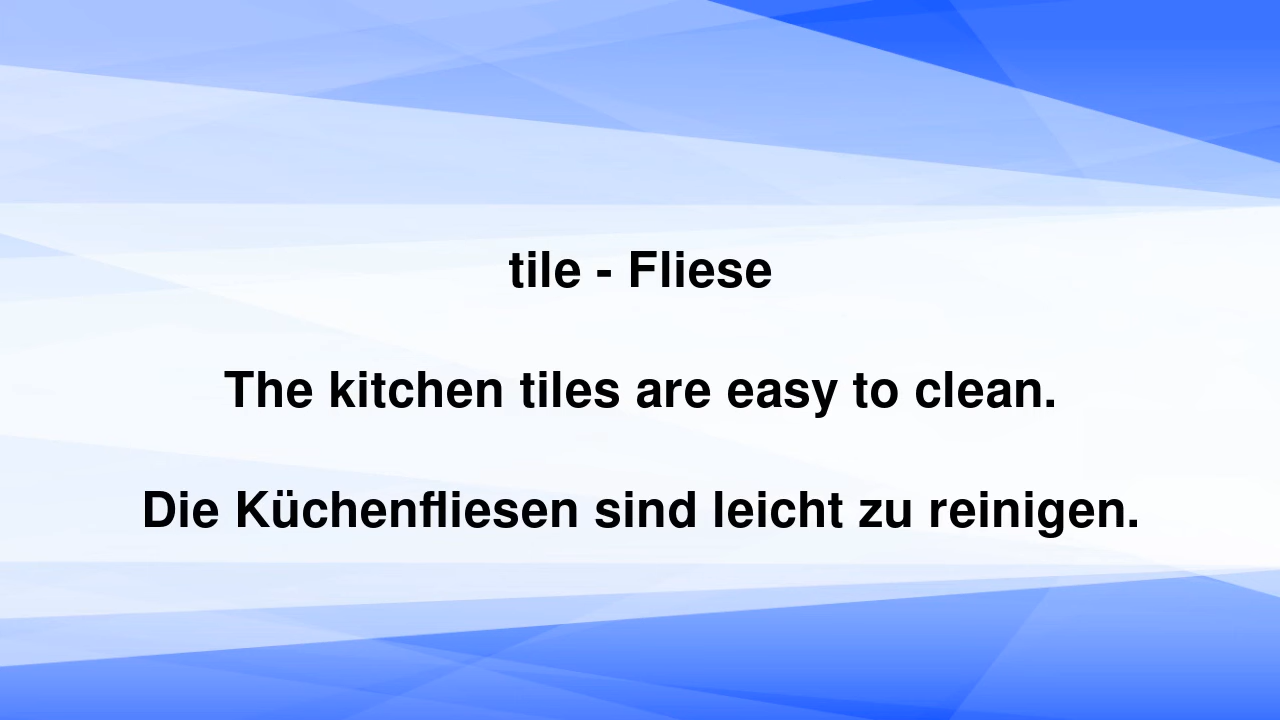 tile - Fliese
The kitchen tiles are easy to clean.
Die Küchenfliesen sind leicht zu reinigen.